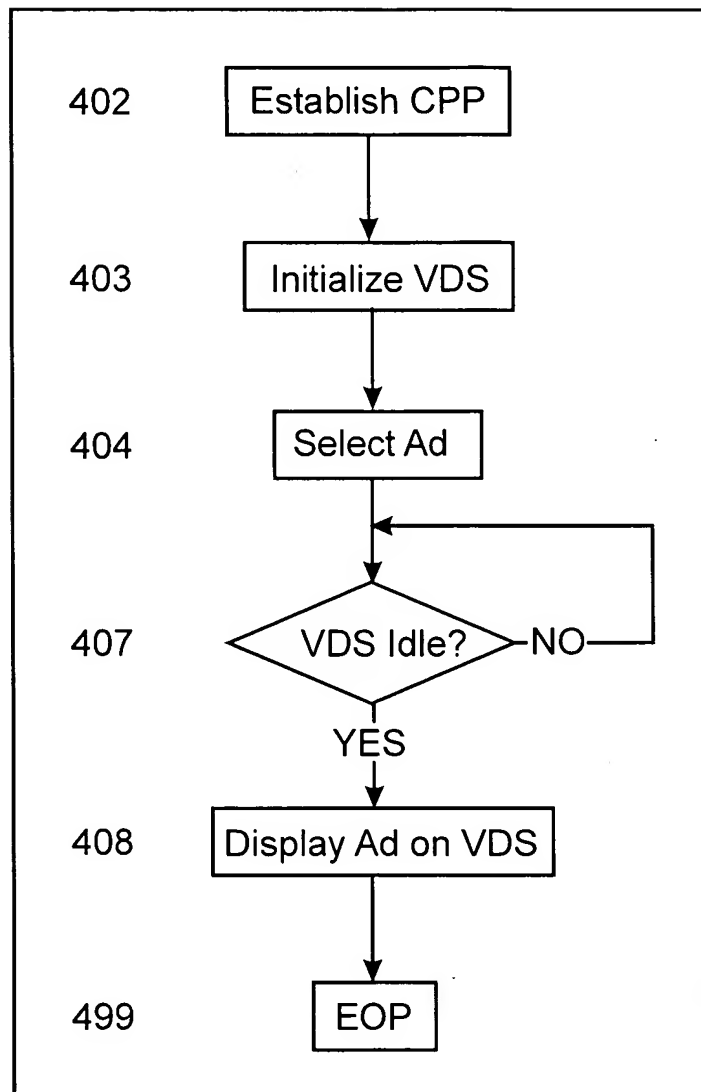 402 Establish CPP
403 Initialize VDS
404 Select Ad
407 VDS Idle? NO
YES
408 Display Ad on VDS
499 EOP